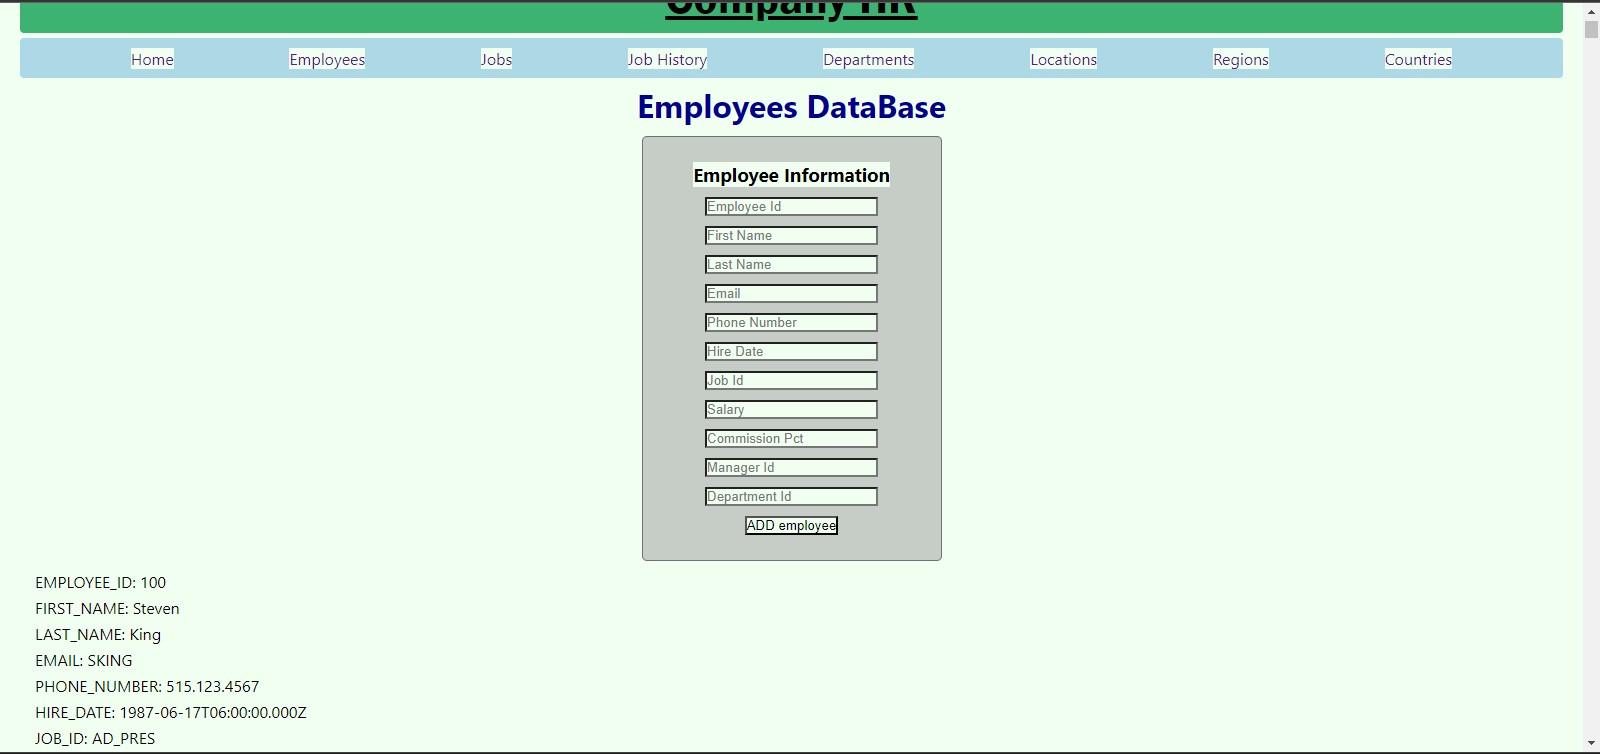 Company HR
Home Employees Jobs Job History Departments Locations Regions Countries
Employees DataBase
Employee Information
Employee Id
First Name
Last Name
Email
Phone Number
Hire Date
Job Id
Salary
Commission Pct
Manager Id
Department Id
ADD employee
EMPLOYEE_ID: 100
FIRST_NAME: Steven
LAST_NAME: King
EMAIL: SKING
PHONE_NUMBER: 515.123.4567
HIRE_DATE: 1987-06-17T06:00:00.000Z
JOB_ID: AD_PRES